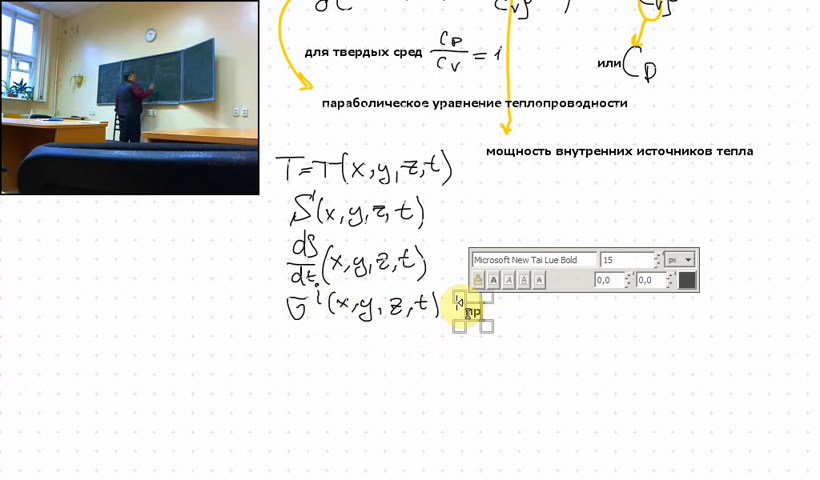 для твердых сред Cp/Cv = 1
или Cp
параболическое уравнение теплопроводности
мощность внутренних источников тепла
T=T(x,y,z,t)
S(x,y,z,t)
dS/dt(x,y,z,t)
Microsoft New Tai Lue Bold 15 px
0,0 0,0
(x,y,z,t) пр